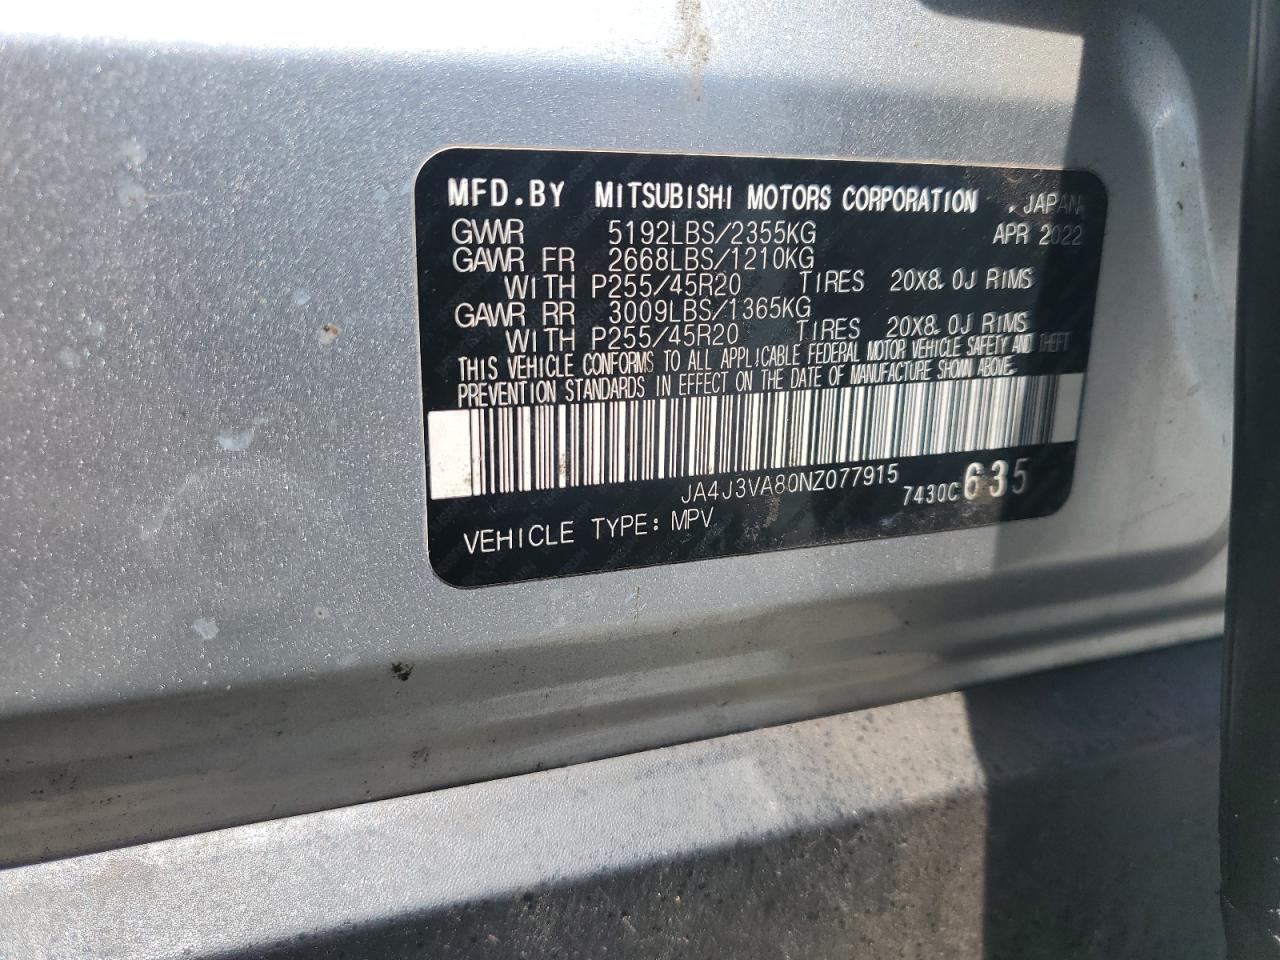 MFD.BY MITSUBISHI MOTORS CORPORATION . JAPAN
GVWR 5192LBS/2355KG APR 2022
GAWR FR 2668LBS/1210KG
WITH P255/45R20 TIRES 20X8.0J RIMS
GAWR RR 3009LBS/1365KG
WITH P255/45R20 TIRES 20X8.0J RIMS
THIS VEHICLE CONFORMS TO ALL APPLICABLE FEDERAL MOTOR VEHICLE SAFETY AND THEFT
PREVENTION STANDARDS IN EFFECT ON THE DATE OF MANUFACTURE SHOWN ABOVE.
JA4J3VA80NZ077915 7430C635
VEHICLE TYPE: MPV